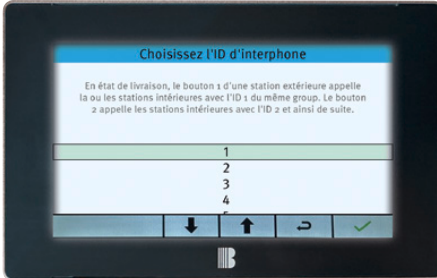 Choisissez l'ID d'interphone
En état de livraison, le bouton 1 d'une station extérieure appelle
la ou les stations intérieures avec l'ID 1 du même group. Le bouton
2 appelle les stations intérieures avec l'ID 2 et ainsi de suite.
1
2
3
4